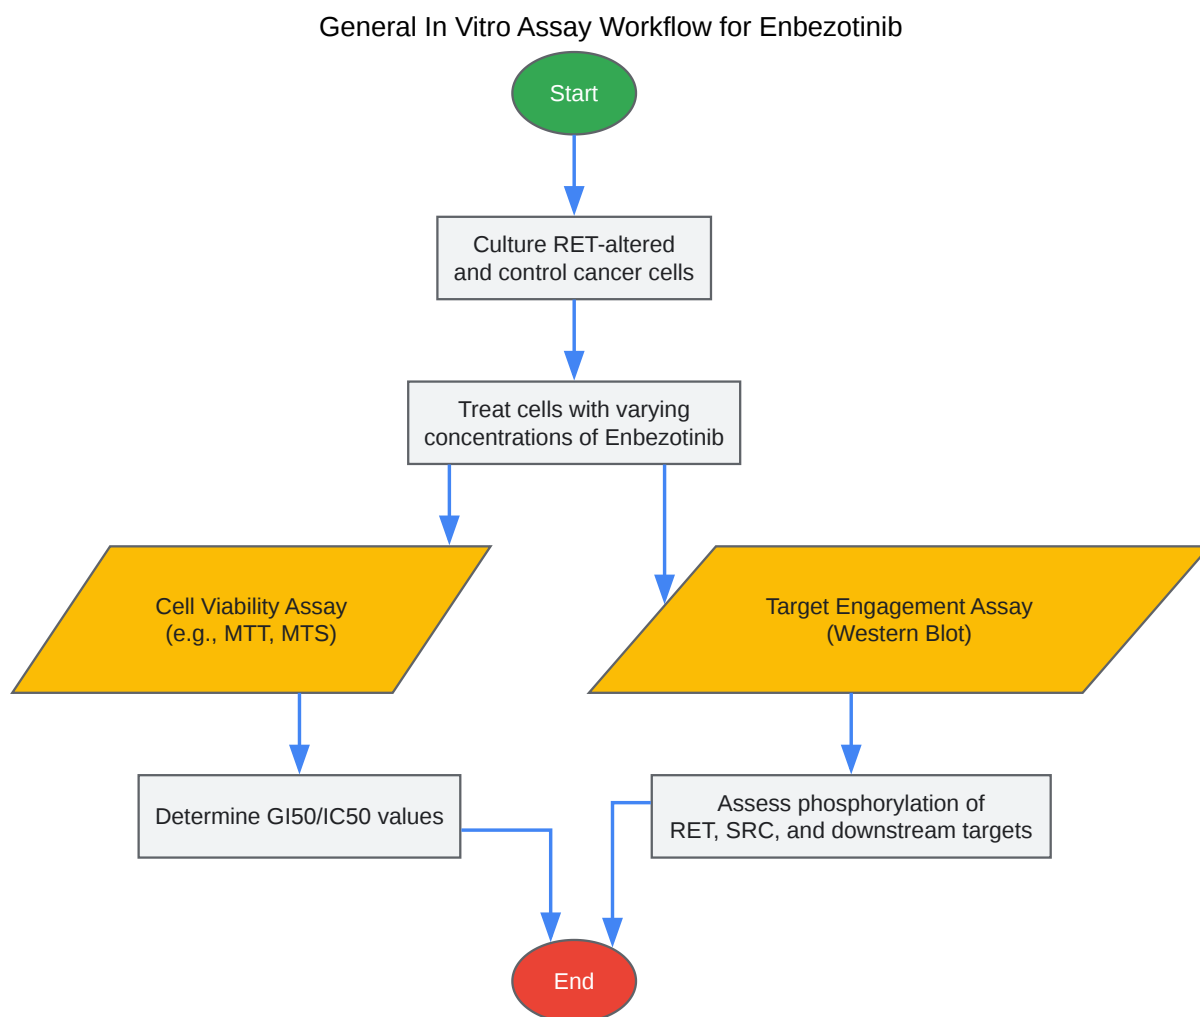 General In Vitro Assay Workflow for Enbezotinib
Start
Culture RET-altered
and control cancer cells
Treat cells with varying
concentrations of Enbezotinib
Cell Viability Assay
(e.g., MTT, MTS)
Target Engagement Assay
(Western Blot)
Determine GI50/IC50 values
Assess phosphorylation of
RET, SRC, and downstream targets
End